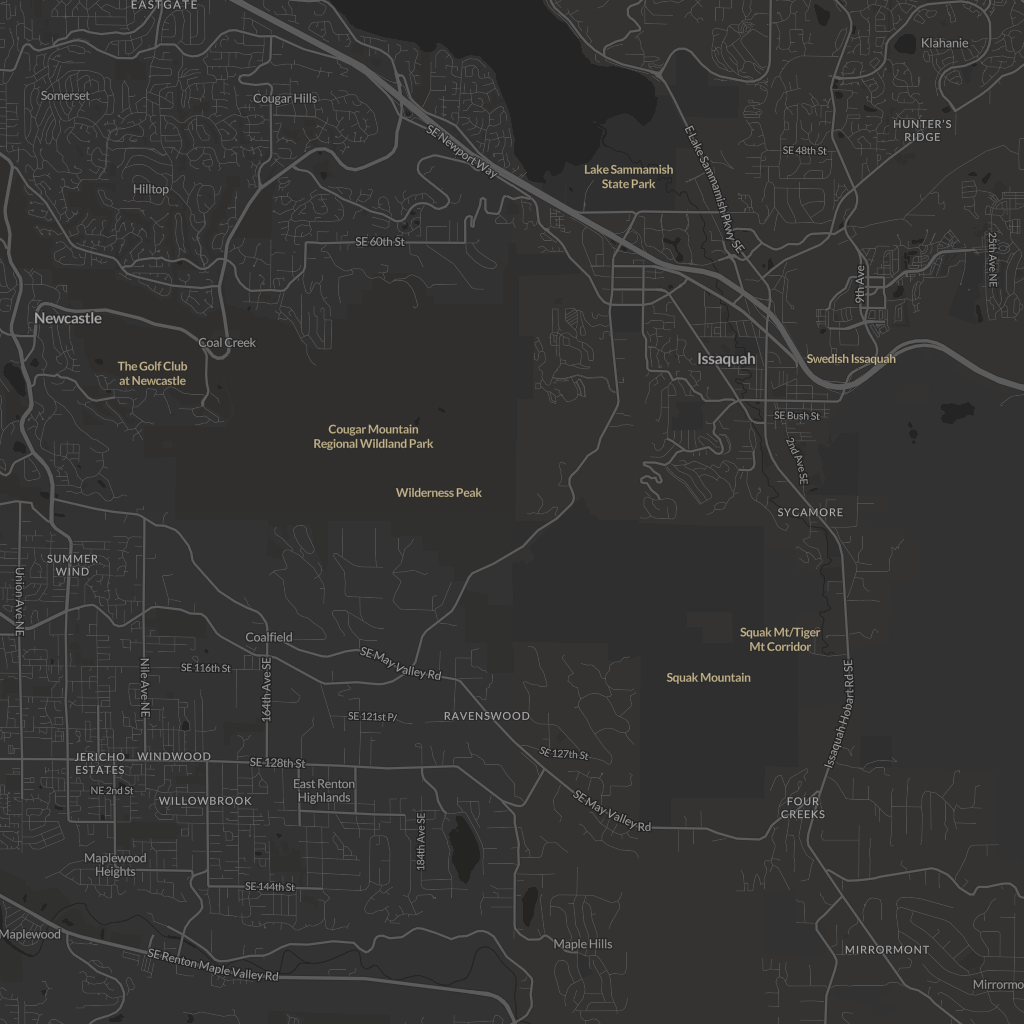 EASTGATE
Klahanie
Somerset
Cougar Hills
HUNTER'S
RIDGE
SE Newport Way
E Lake Sammamish Pkwy SE
SE 48th St
Lake Sammamish
State Park
Hilltop
SE 60th St
25th Ave NE
9th Ave
Newcastle
Coal Creek
Issaquah
Swedish Issaquah
The Golf Club
at Newcastle
SE Bush St
Cougar Mountain
Regional Wildland Park
2nd Ave SE
Wilderness Peak
SYCAMORE
SUMMER
WIND
Union Ave NE
Coalfield
Squak Mt/Tiger
Mt Corridor
SE May Valley Rd
SE 116th St
Nile Ave NE
164th Ave SE
Squak Mountain
Issaquah Hobart Rd SE
SE 121st Pl
RAVENSWOOD
JERICHO
ESTATES
WINDWOOD
SE 128th St
SE 127th St
NE 2nd St
WILLOWBROOK
East Renton
Highlands
SE May Valley Rd
FOUR
CREEKS
184th Ave SE
Maplewood
Heights
SE 144th St
Maplewood
Maple Hills
MIRRORMONT
SE Renton Maple Valley Rd
Mirrormo